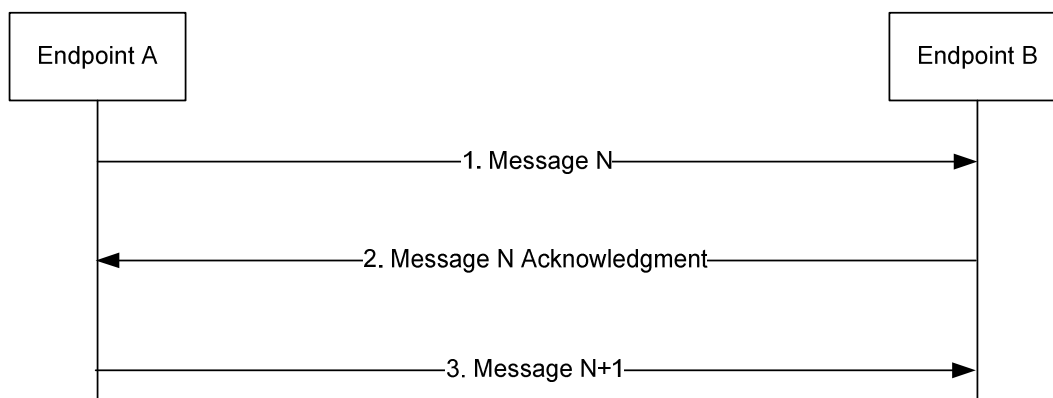 Endpoint A
Endpoint B
1. Message N
2. Message N Acknowledgment
3. Message N+1